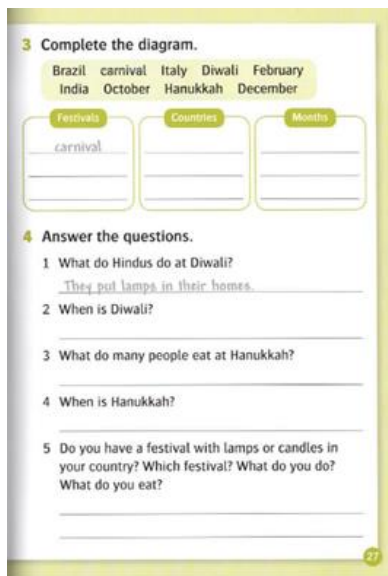 3 Complete the diagram.
Brazil carnival Italy Diwali February
India October Hanukkah December
Festivals Countries Months
carnival
4 Answer the questions.
1 What do Hindus do at Diwali?
They put lamps in their homes.
2 When is Diwali?
3 What do many people eat at Hanukkah?
4 When is Hanukkah?
5 Do you have a festival with lamps or candles in
your country? Which festival? What do you do?
What do you eat?
27